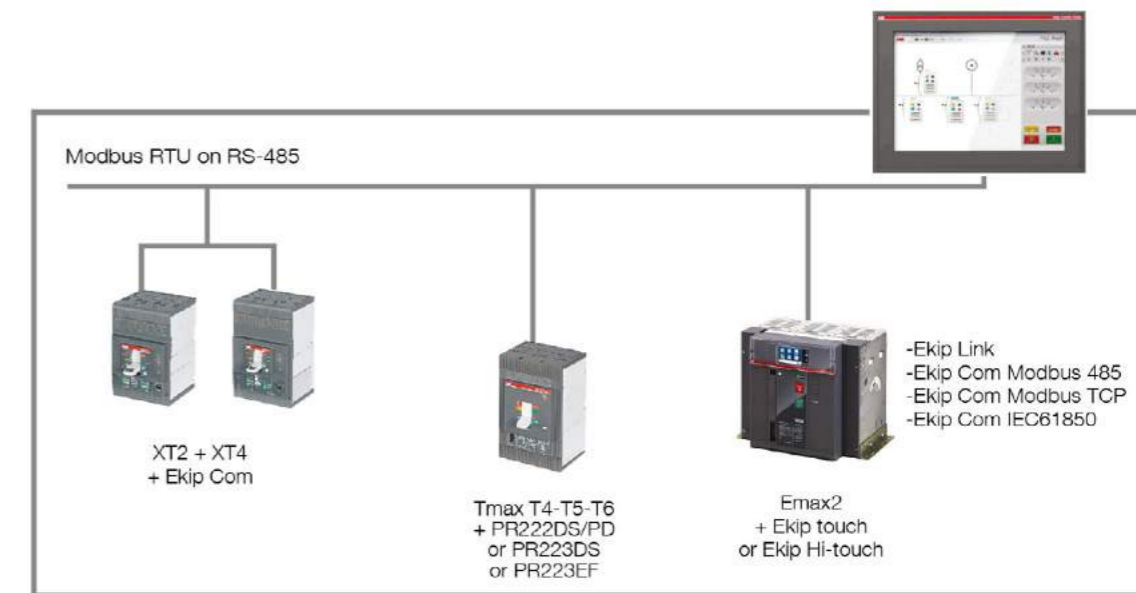 Modbus RTU on RS-485
XT2 + XT4
+ Ekip Com
Tmax T4-T5-T6
+ PR222DS/PD
or PR223DS
or PR223EF
Emax2
+ Ekip touch
or Ekip Hi-touch
-Ekip Link
-Ekip Com Modbus 485
-Ekip Com Modbus TCP
-Ekip Com IEC61850